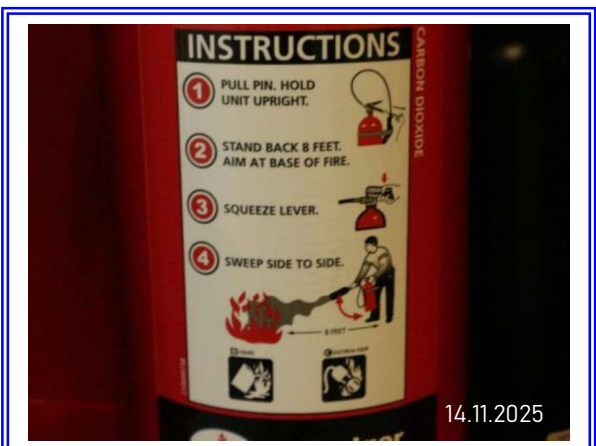 INSTRUCTIONS
CARBON DIOXIDE
1 PULL PIN. HOLD
UNIT UPRIGHT.
2 STAND BACK 8 FEET.
AIM AT BASE OF FIRE.
3 SQUEEZE LEVER.
4 SWEEP SIDE TO SIDE.
8 FEET
14.11.2025